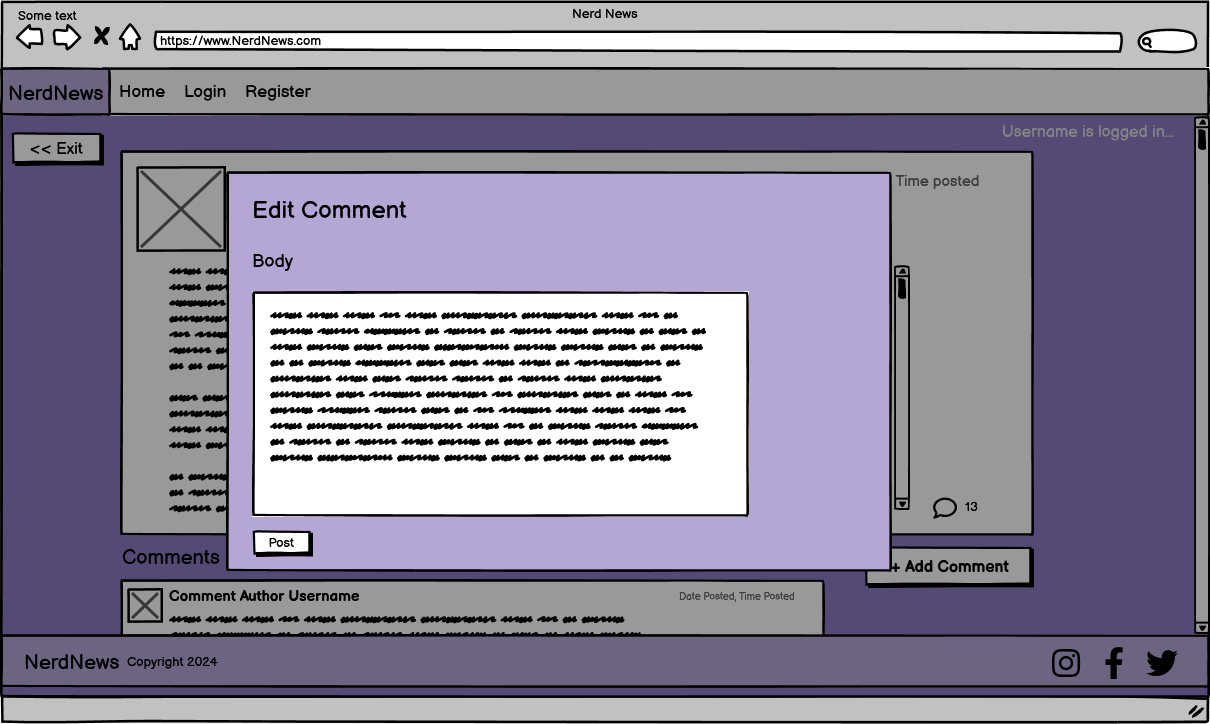 Some text
Nerd News
https://www.NerdNews.com
NerdNews Home Login Register
Username is logged in...
<< Exit
Time posted
Edit Comment
Body
13
Post
Comments
+ Add Comment
Comment Author Username
Date Posted, Time Posted
NerdNews Copyright 2024